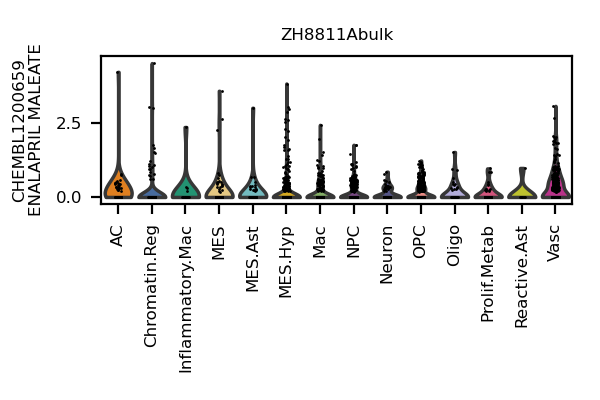 ZH8811Abulk
CHEMBL1200659
ENALAPRIL MALEATE
2.5
0.0
AC
Chromatin.Reg
Inflammatory.Mac
MES
MES.Ast
MES.Hyp
Mac
NPC
Neuron
OPC
Oligo
Prolif.Metab
Reactive.Ast
Vasc